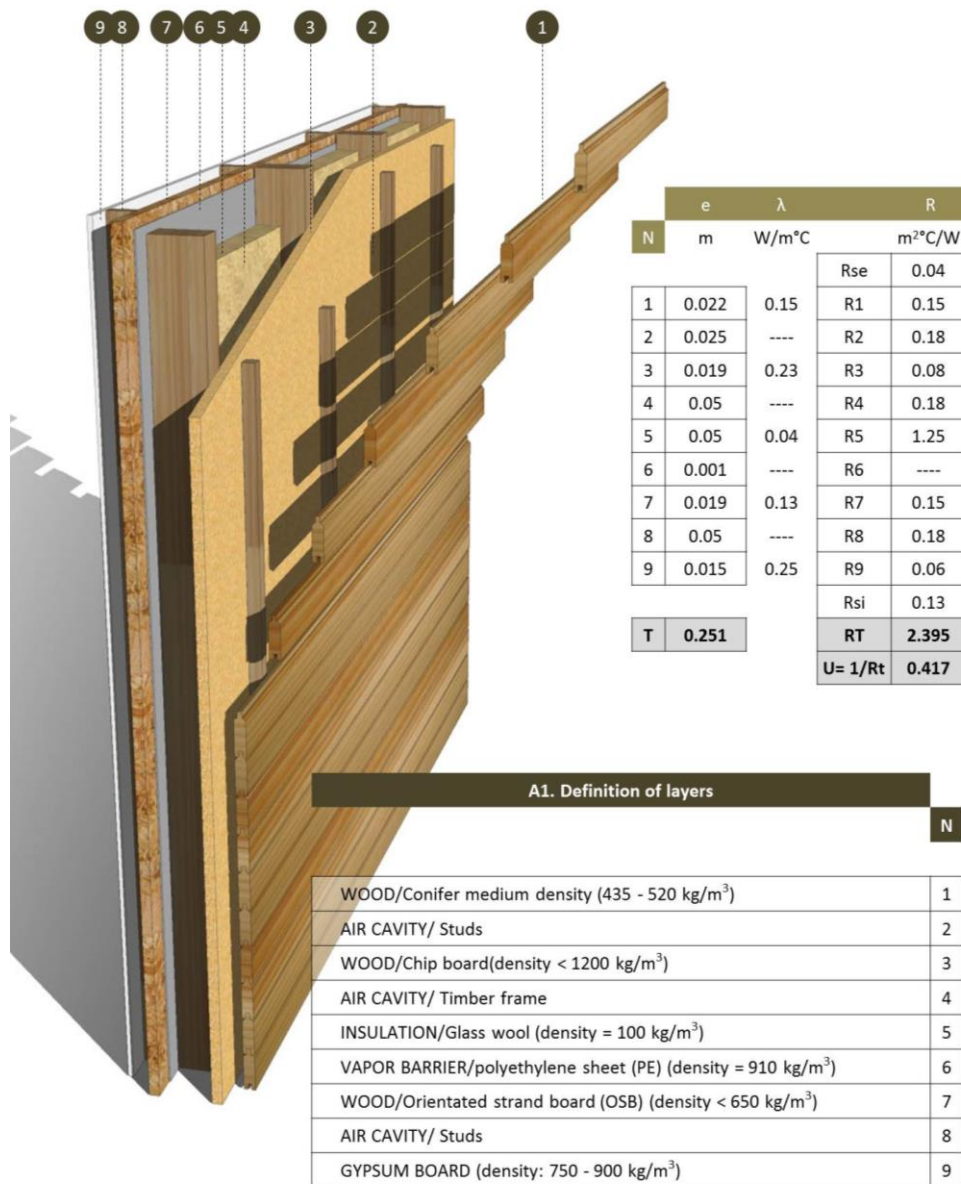 9 8 7 6 5 4 3 2 1
e λ R
N m W/m°C m²°C/W
Rse 0.04
1 0.022 0.15 R1 0.15
2 0.025 ---- R2 0.18
3 0.019 0.23 R3 0.08
4 0.05 ---- R4 0.18
5 0.05 0.04 R5 1.25
6 0.001 ---- R6 ----
7 0.019 0.13 R7 0.15
8 0.05 ---- R8 0.18
9 0.015 0.25 R9 0.06
Rsi 0.13
T 0.251 RT 2.395
U= 1/Rt 0.417
A1. Definition of layers
N
WOOD/Conifer medium density (435 - 520 kg/m³) 1
AIR CAVITY/ Studs 2
WOOD/Chip board(density < 1200 kg/m³) 3
AIR CAVITY/ Timber frame 4
INSULATION/Glass wool (density = 100 kg/m³) 5
VAPOR BARRIER/polyethylene sheet (PE) (density = 910 kg/m³) 6
WOOD/Orientated strand board (OSB) (density < 650 kg/m³) 7
AIR CAVITY/ Studs 8
GYPSUM BOARD (density: 750 - 900 kg/m³) 9